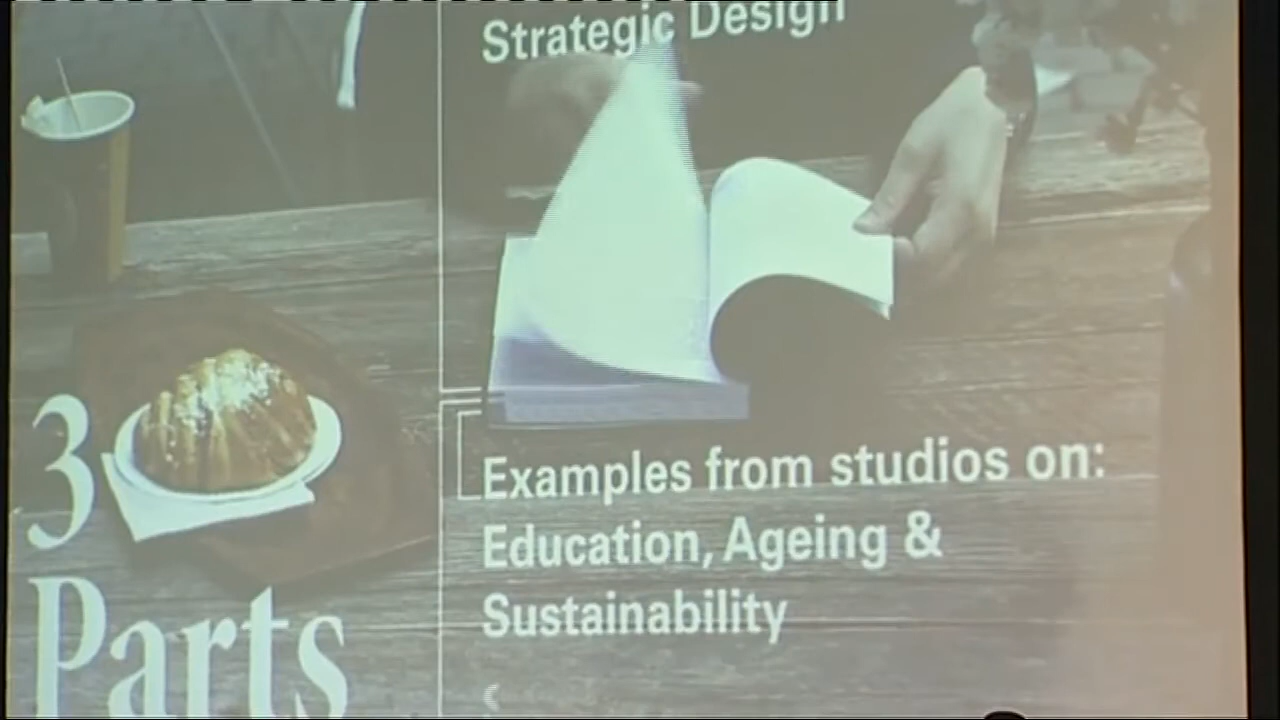 Strategic Design
3
Parts
Examples from studios on:
Education, Ageing &
Sustainability